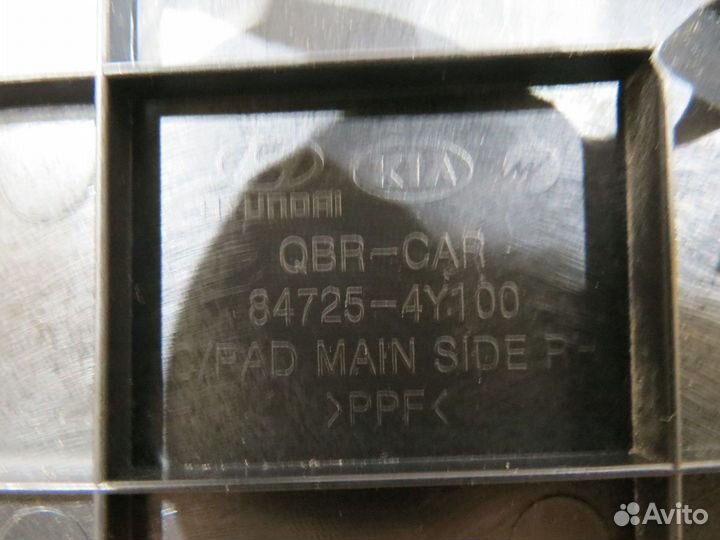 HYUNDAI KIA
QBR-CAR
84725-4Y100
C/PAD MAIN SIDE
>PPF<
Avito